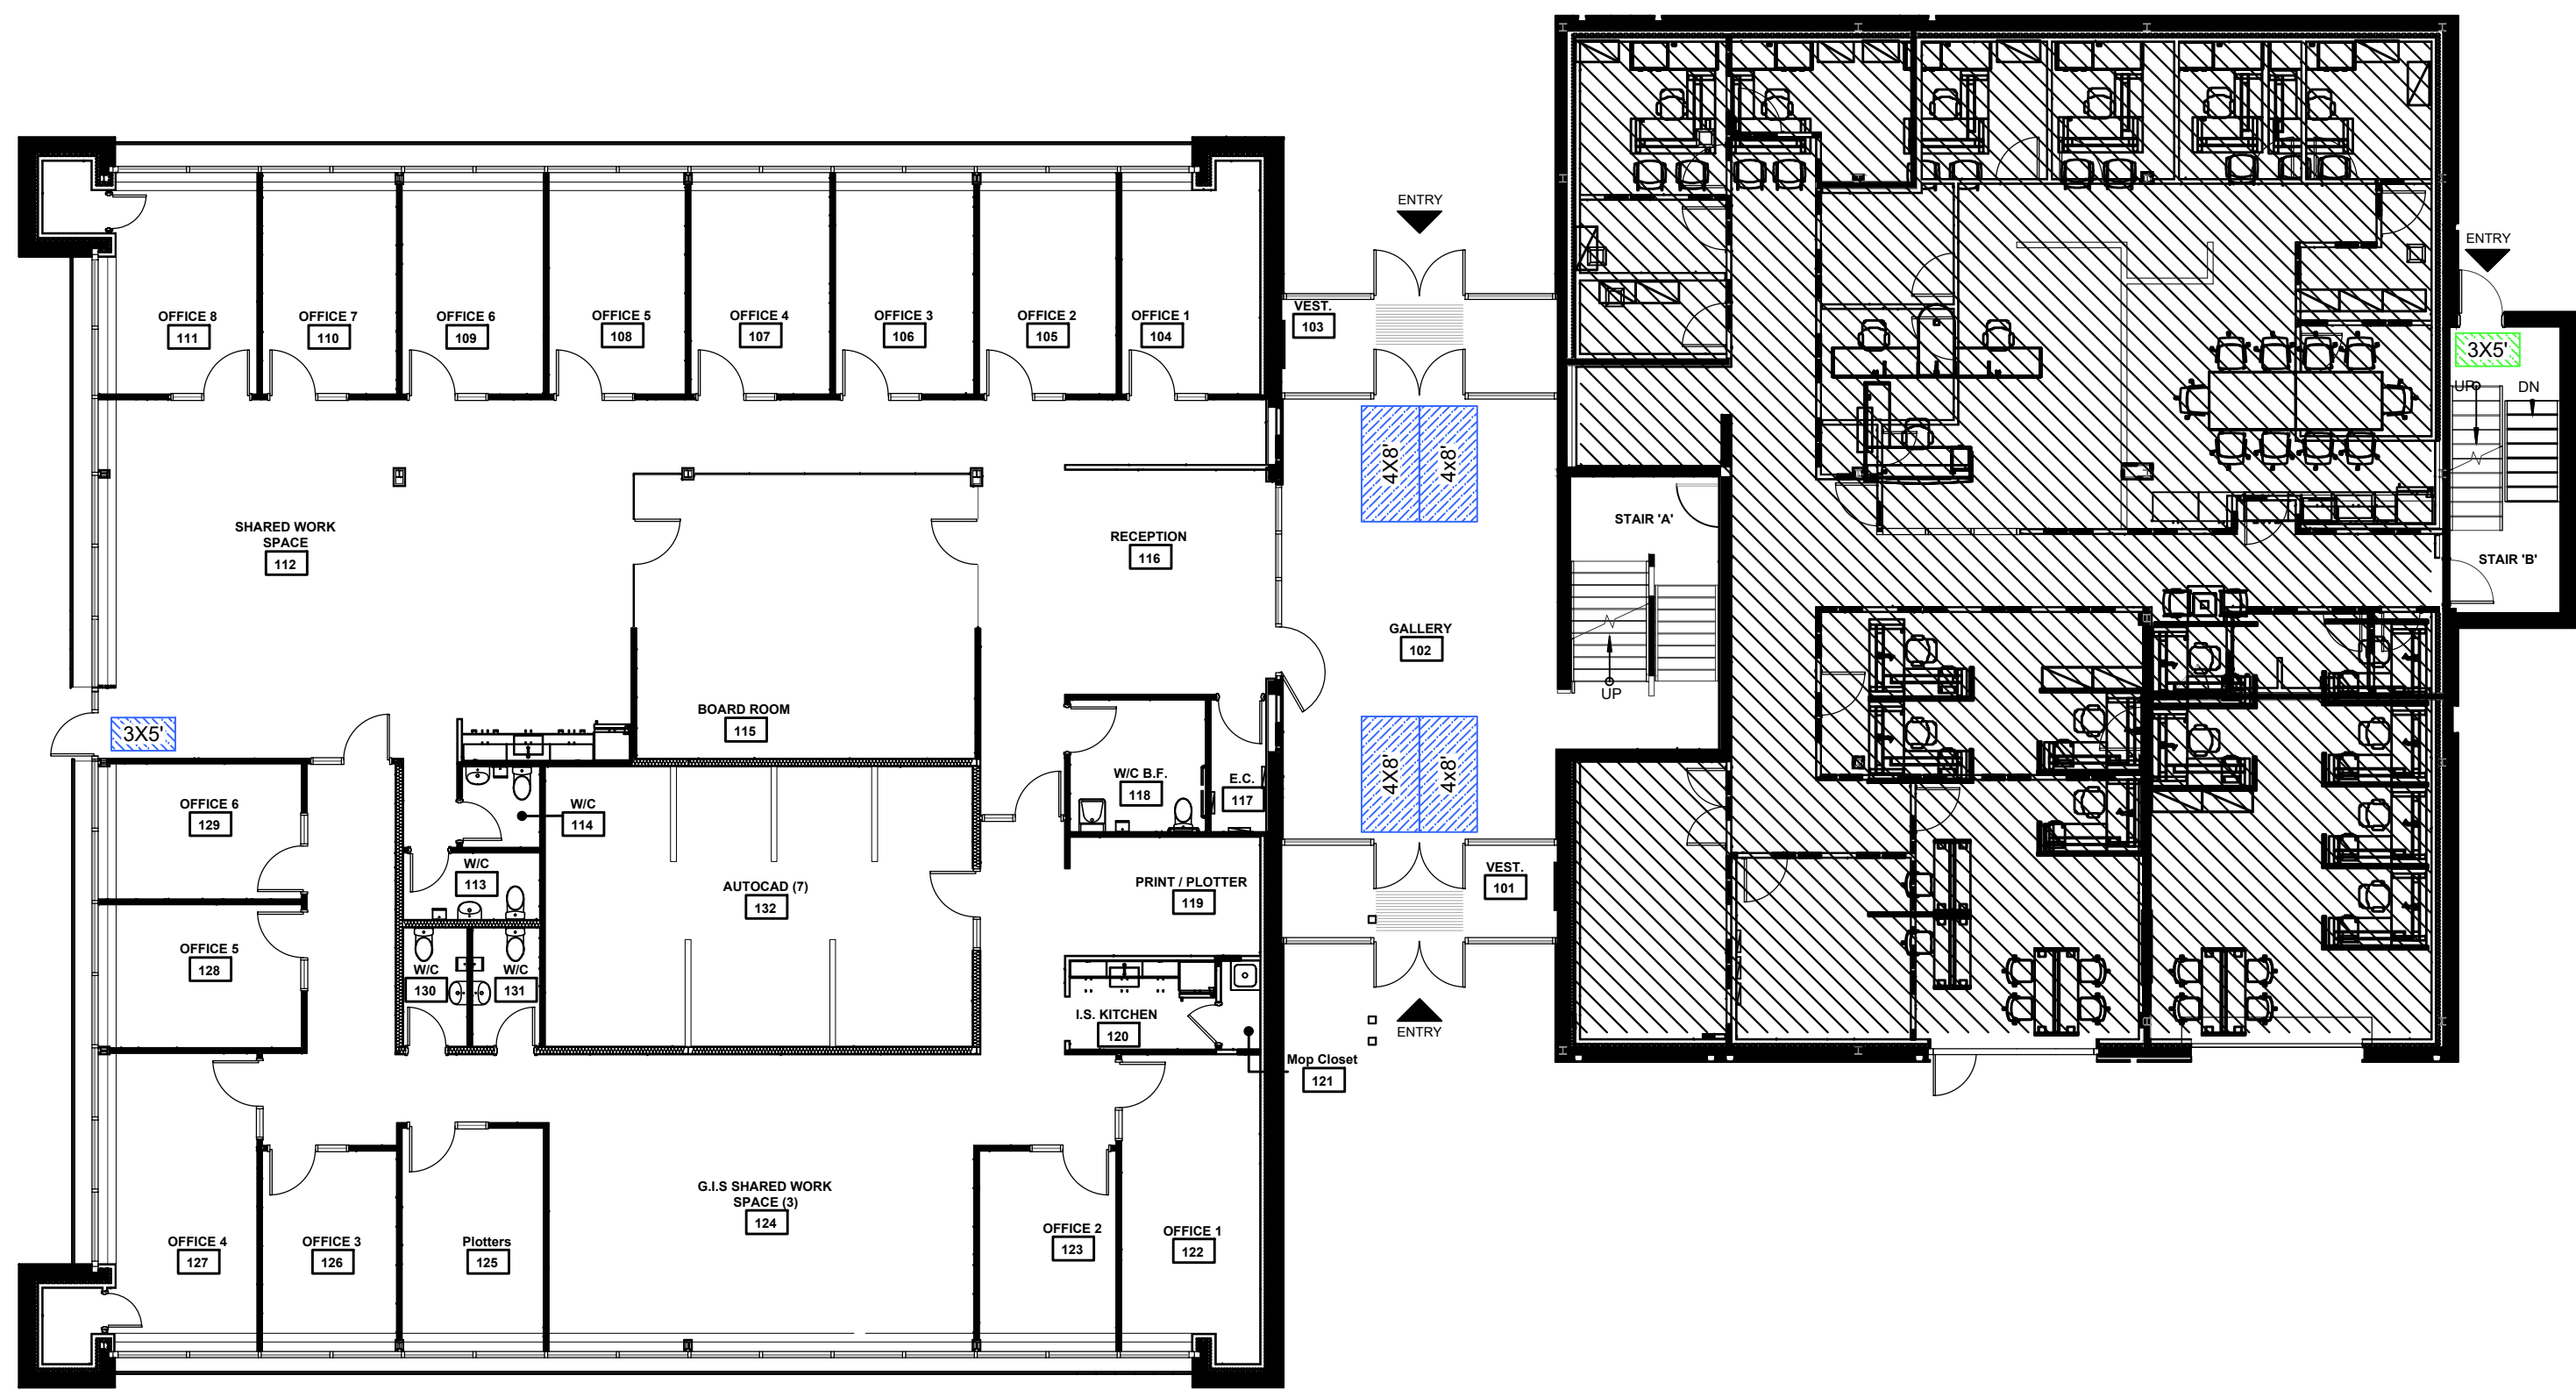 ENTRY
ENTRY
VEST.
103
OFFICE 8
111
OFFICE 7
110
OFFICE 6
109
OFFICE 5
108
OFFICE 4
107
OFFICE 3
106
OFFICE 2
105
OFFICE 1
104
3X5'
UP
DN
4X8'
4x8'
SHARED WORK
SPACE
112
RECEPTION
116
STAIR 'A'
STAIR 'B'
GALLERY
102
UP
BOARD ROOM
115
3X5'
4X8'
4x8'
W/C B.F.
118
E.C.
117
OFFICE 6
129
W/C
114
W/C
113
AUTOCAD (7)
132
PRINT / PLOTTER
119
VEST.
101
OFFICE 5
128
W/C
130
W/C
131
I.S. KITCHEN
120
ENTRY
Mop Closet
121
G.I.S SHARED WORK
SPACE (3)
124
OFFICE 4
127
OFFICE 3
126
Plotters
125
OFFICE 2
123
OFFICE 1
122